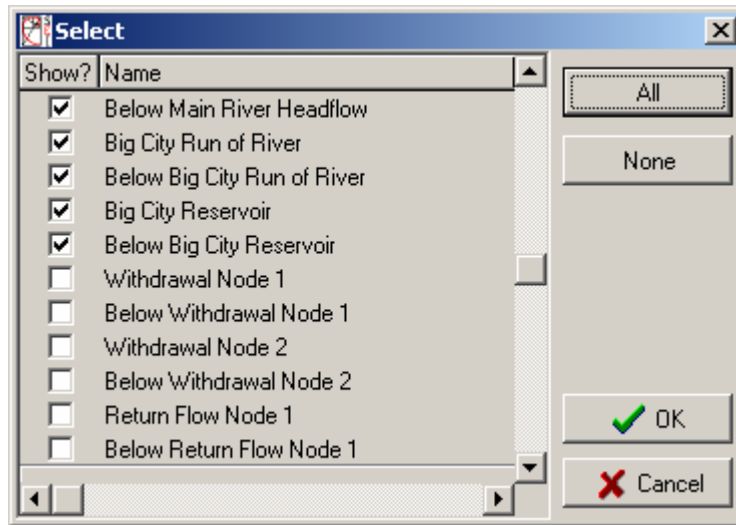 Select
Show? Name
Below Main River Headflow
Big City Run of River
Below Big City Run of River
Big City Reservoir
Below Big City Reservoir
Withdrawal Node 1
Below Withdrawal Node 1
Withdrawal Node 2
Below Withdrawal Node 2
Return Flow Node 1
Below Return Flow Node 1
All
None
OK
Cancel